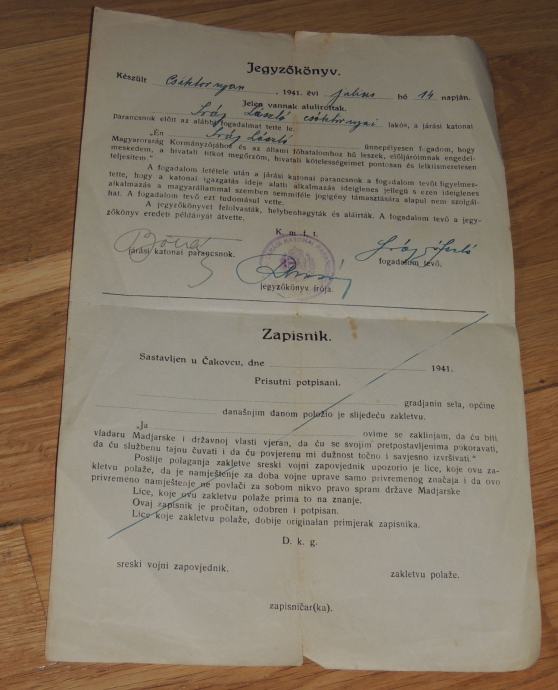 Jegyzőkönyv.
Készült Csáktornyán, 1941. évi július hó 14 napján.
Jelen vannak alulírottak.
László csáktornyai lakós, a járási katonai
parancsnok előtt az alábbi fogadalmat tette le.
„Én László ünnepélyesen fogadom, hogy
Magyarország Kormányzójához és az állami főhatalomhoz hű leszek, elöljáróimnak engedel-
meskedem, a hivatali titkot megőrzöm, hivatali kötelességeimet pontosan és lelkiismeretesen
teljesítem."
A fogadalom letétele után a járási katonai parancsnok a fogadalom tevő figyelmez-
tette, hogy a katonai igazgatás ideje alatti alkalmazás ideiglenes jellegű s ezen ideiglenes
alkalmazás a magyarállammal szemben semmiféle jogigény támasztására alapul nem szolgál-
hat. A fogadalom tevő ezt tudomásul vette.
A jegyzőkönyvet felolvasták, helybenhagyták és aláírták. A fogadalom tevő a jegy-
zőkönyv eredeti példányát átvette.
K. m. f. t.
járási katonai parancsnok.
fogadalom tevő.
jegyzőkönyv írója.
Zapisnik.
Sastavljen u Čakovcu, dne 1941.
Prisutni potpisani.
gradjanin sela, općine
današnjim danom položio je slijedeću zakletvu.
„Ja ovime se zaklinjam, da ću biti
vladaru Madjarske i državnoj vlasti vjeran, da ću se svojim pretpostavljenima pokoravati,
da ću službenu tajnu čuvati i da ću povjerenu mi dužnost točno i savjesno izvršivati."
Poslije polaganja zakletve sreski vojni zapovjednik upozorio je lice, koje ovu za-
kletvu polaže, da je namještenje za doba vojne uprave samo privremenog značaja i da ovo
privremeno namještenje ne povlači za sobom nikvo pravo spram države Madjarske
Lice, koje ovu zakletvu polaže prima to na znanje.
Ovaj zapisnik je pročitan, odobren i potpisan.
Lice koje zakletvu polaže, dobije originalan primjerak zapisnika.
D. k. g.
sreski vojni zapovjednik.
zakletvu polaže.
zapisničar(ka).